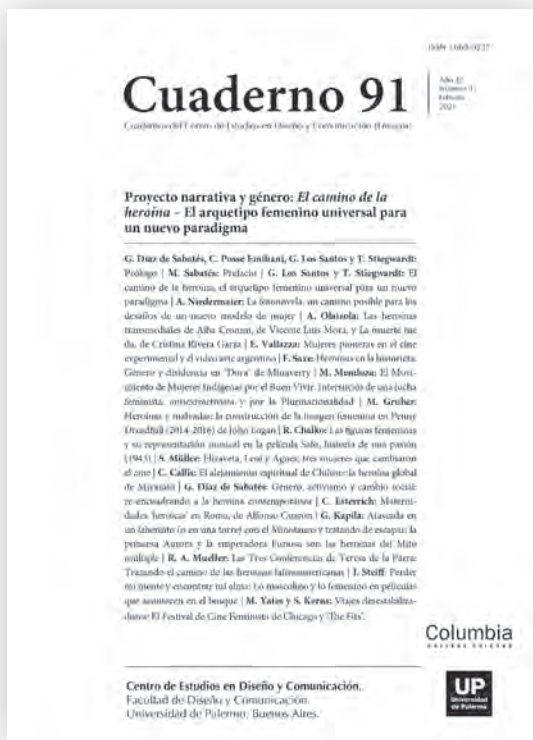 ISSN 1668-0227
Cuaderno 91
Año 22
Número 91
Febrero
2021
Cuadernos del Centro de Estudios en Diseño y Comunicación [Ensayos]
Proyecto narrativa y género: El camino de la
heroína – El arquetipo femenino universal para
un nuevo paradigma
G. Díaz de Sabatés, C. Posse Emiliani, G. Los Santos y T. Stiegwardt:
Prólogo | M. Sabatés: Prefacio | G. Los Santos y T. Stiegwardt: El
camino de la heroína, el arquetipo femenino universal para un nuevo
paradigma | A. Niedermaier: La fotonovela, un camino posible para los
desafíos de un nuevo modelo de mujer | A. Olaizola: Las heroínas
transmediales de Alba Cromm, de Vicente Luis Mora, y La muerte me
da, de Cristina Rivera Garza | E. Vallazza: Mujeres pioneras en el cine
experimental y el videoarte argentino | F. Saxe: Heroínas en la historieta.
Género y disidencia en "Dora" de Minaverry | M. Mendoza: El Movi-
miento de Mujeres Indígenas por el Buen Vivir. Intersticios de una lucha
feminista, antiextractivista y por la Plurinacionalidad | M. Gruber:
Heroínas y malvadas: la construcción de la imagen femenina en Penny
Dreadful (2014-2016) de John Logan | R. Chalko: Las figuras femeninas
y su representación musical en la película Safo, historia de una pasión
(1943) | S. Müller: Elizaveta, Leni y Agnès; tres mujeres que cambiaron
el cine | C. Callis: El alejamiento espiritual de Chihiro: la heroína global
de Miyazaki | G. Díaz de Sabatés: Género, activismo y cambio social:
re-encuadrando a la heroína contemporánea | C. Esterrich: Materni-
dades 'heroicas' en Roma, de Alfonso Cuarón | G. Kapila: Atascada en
un laberinto (o en una torre) con el Minotauro y tratando de escapar: la
princesa Aurora y la emperadora Furiosa son las heroínas del Mito
múltiple | R. A. Mueller: Las Tres Conferencias de Teresa de la Parra:
Trazando el camino de las heroínas latinoamericanas | J. Steiff: Perder
mi mente y encontrar mi alma: Lo masculino y lo femenino en películas
que acontecen en el bosque | M. Yates y S. Kerns: Viajes desestabiliza-
dores: El Festival de Cine Feminista de Chicago y 'The Fits'.
Columbia
COLLEGE CHICAGO
Centro de Estudios en Diseño y Comunicación.
Facultad de Diseño y Comunicación.
Universidad de Palermo. Buenos Aires.
UP
Universidad
de Palermo